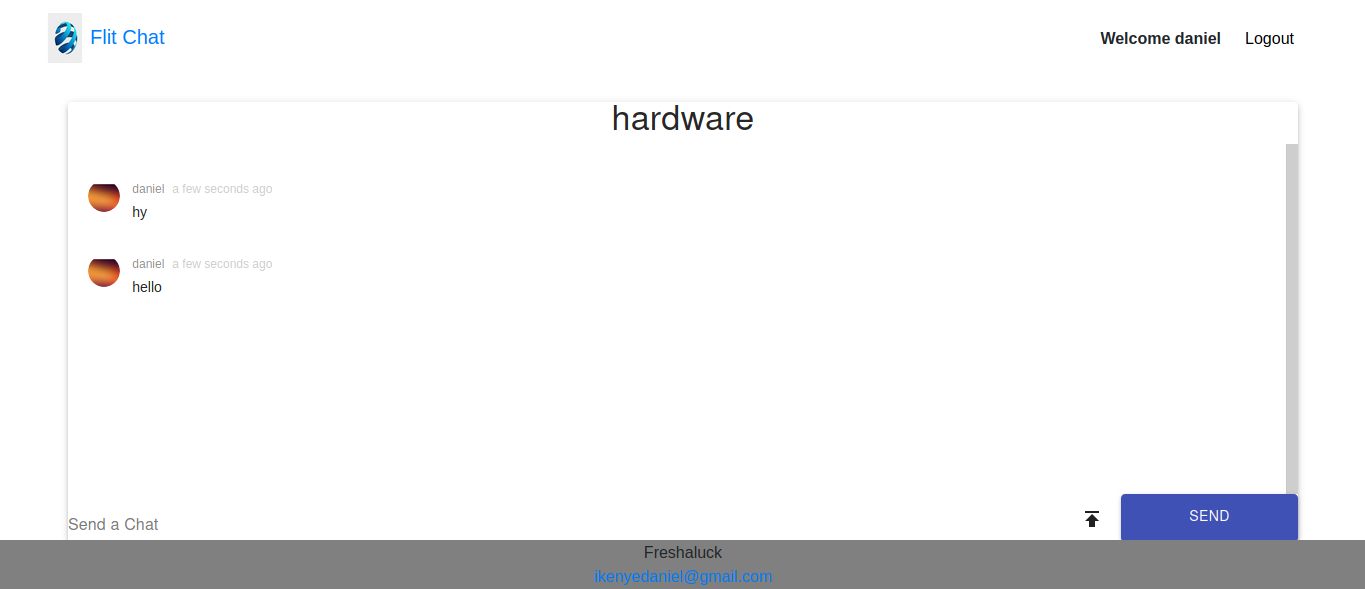 Flit Chat
Welcome daniel Logout
hardware
daniel a few seconds ago
hy
daniel a few seconds ago
hello
Send a Chat
SEND
Freshaluck
ikenyedaniel@gmail.com